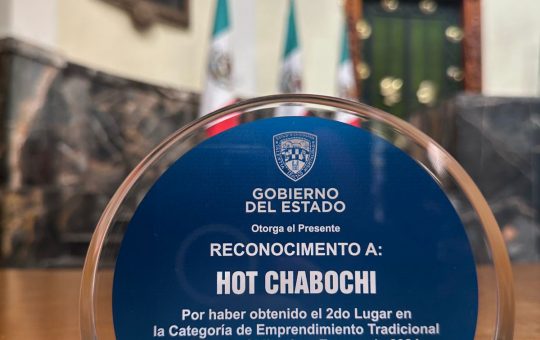 GOBIERNO
DEL ESTADO
Otorga el Presente
RECONOCIMENTO A:
HOT CHABOCHI
Por haber obtenido el 2do Lugar en
la Categoría de Emprendimiento Tradicional